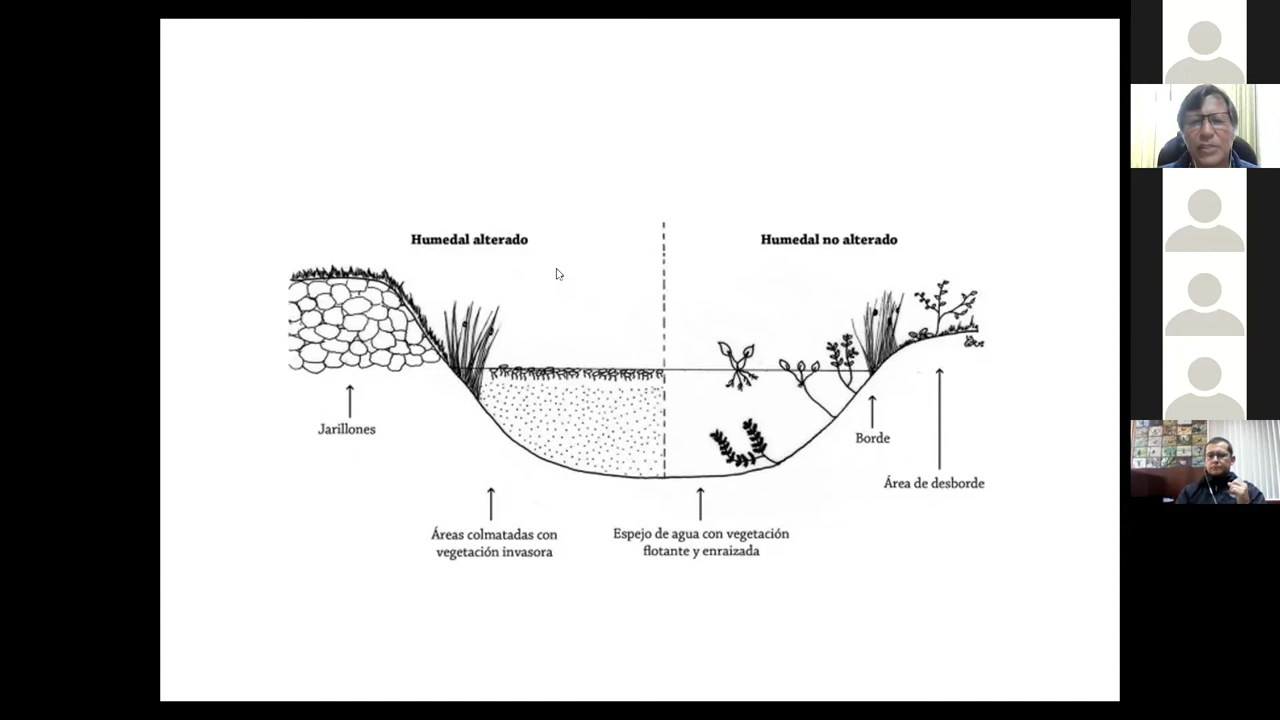 Humedal alterado
Humedal no alterado
Jarillones
Borde
Área de desborde
Áreas colmatadas con
vegetación invasora
Espejo de agua con vegetación
flotante y enraizada